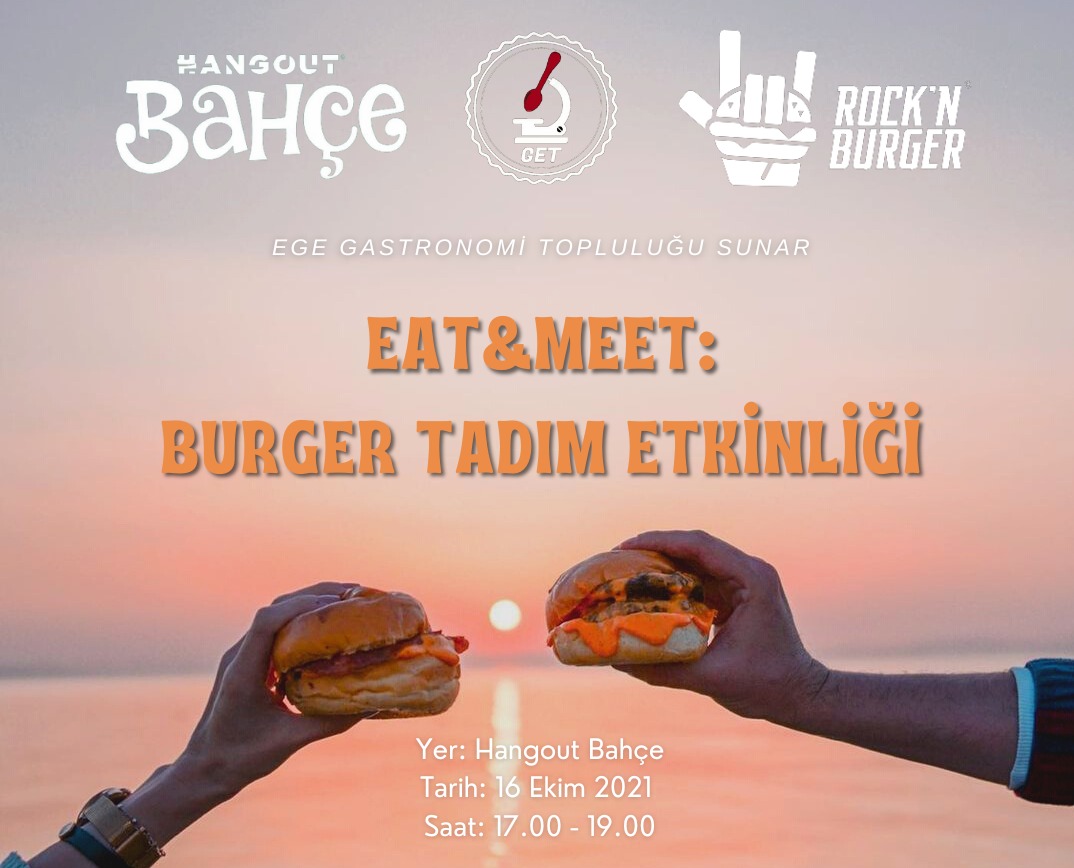 HANGOUT
BAHÇE
GET
ROCK'N
BURGER
EGE GASTRONOMİ TOPLULUĞU SUNAR
EAT&MEET:
BURGER TADIM ETKİNLİĞİ
Yer: Hangout Bahçe
Tarih: 16 Ekim 2021
Saat: 17.00 - 19.00